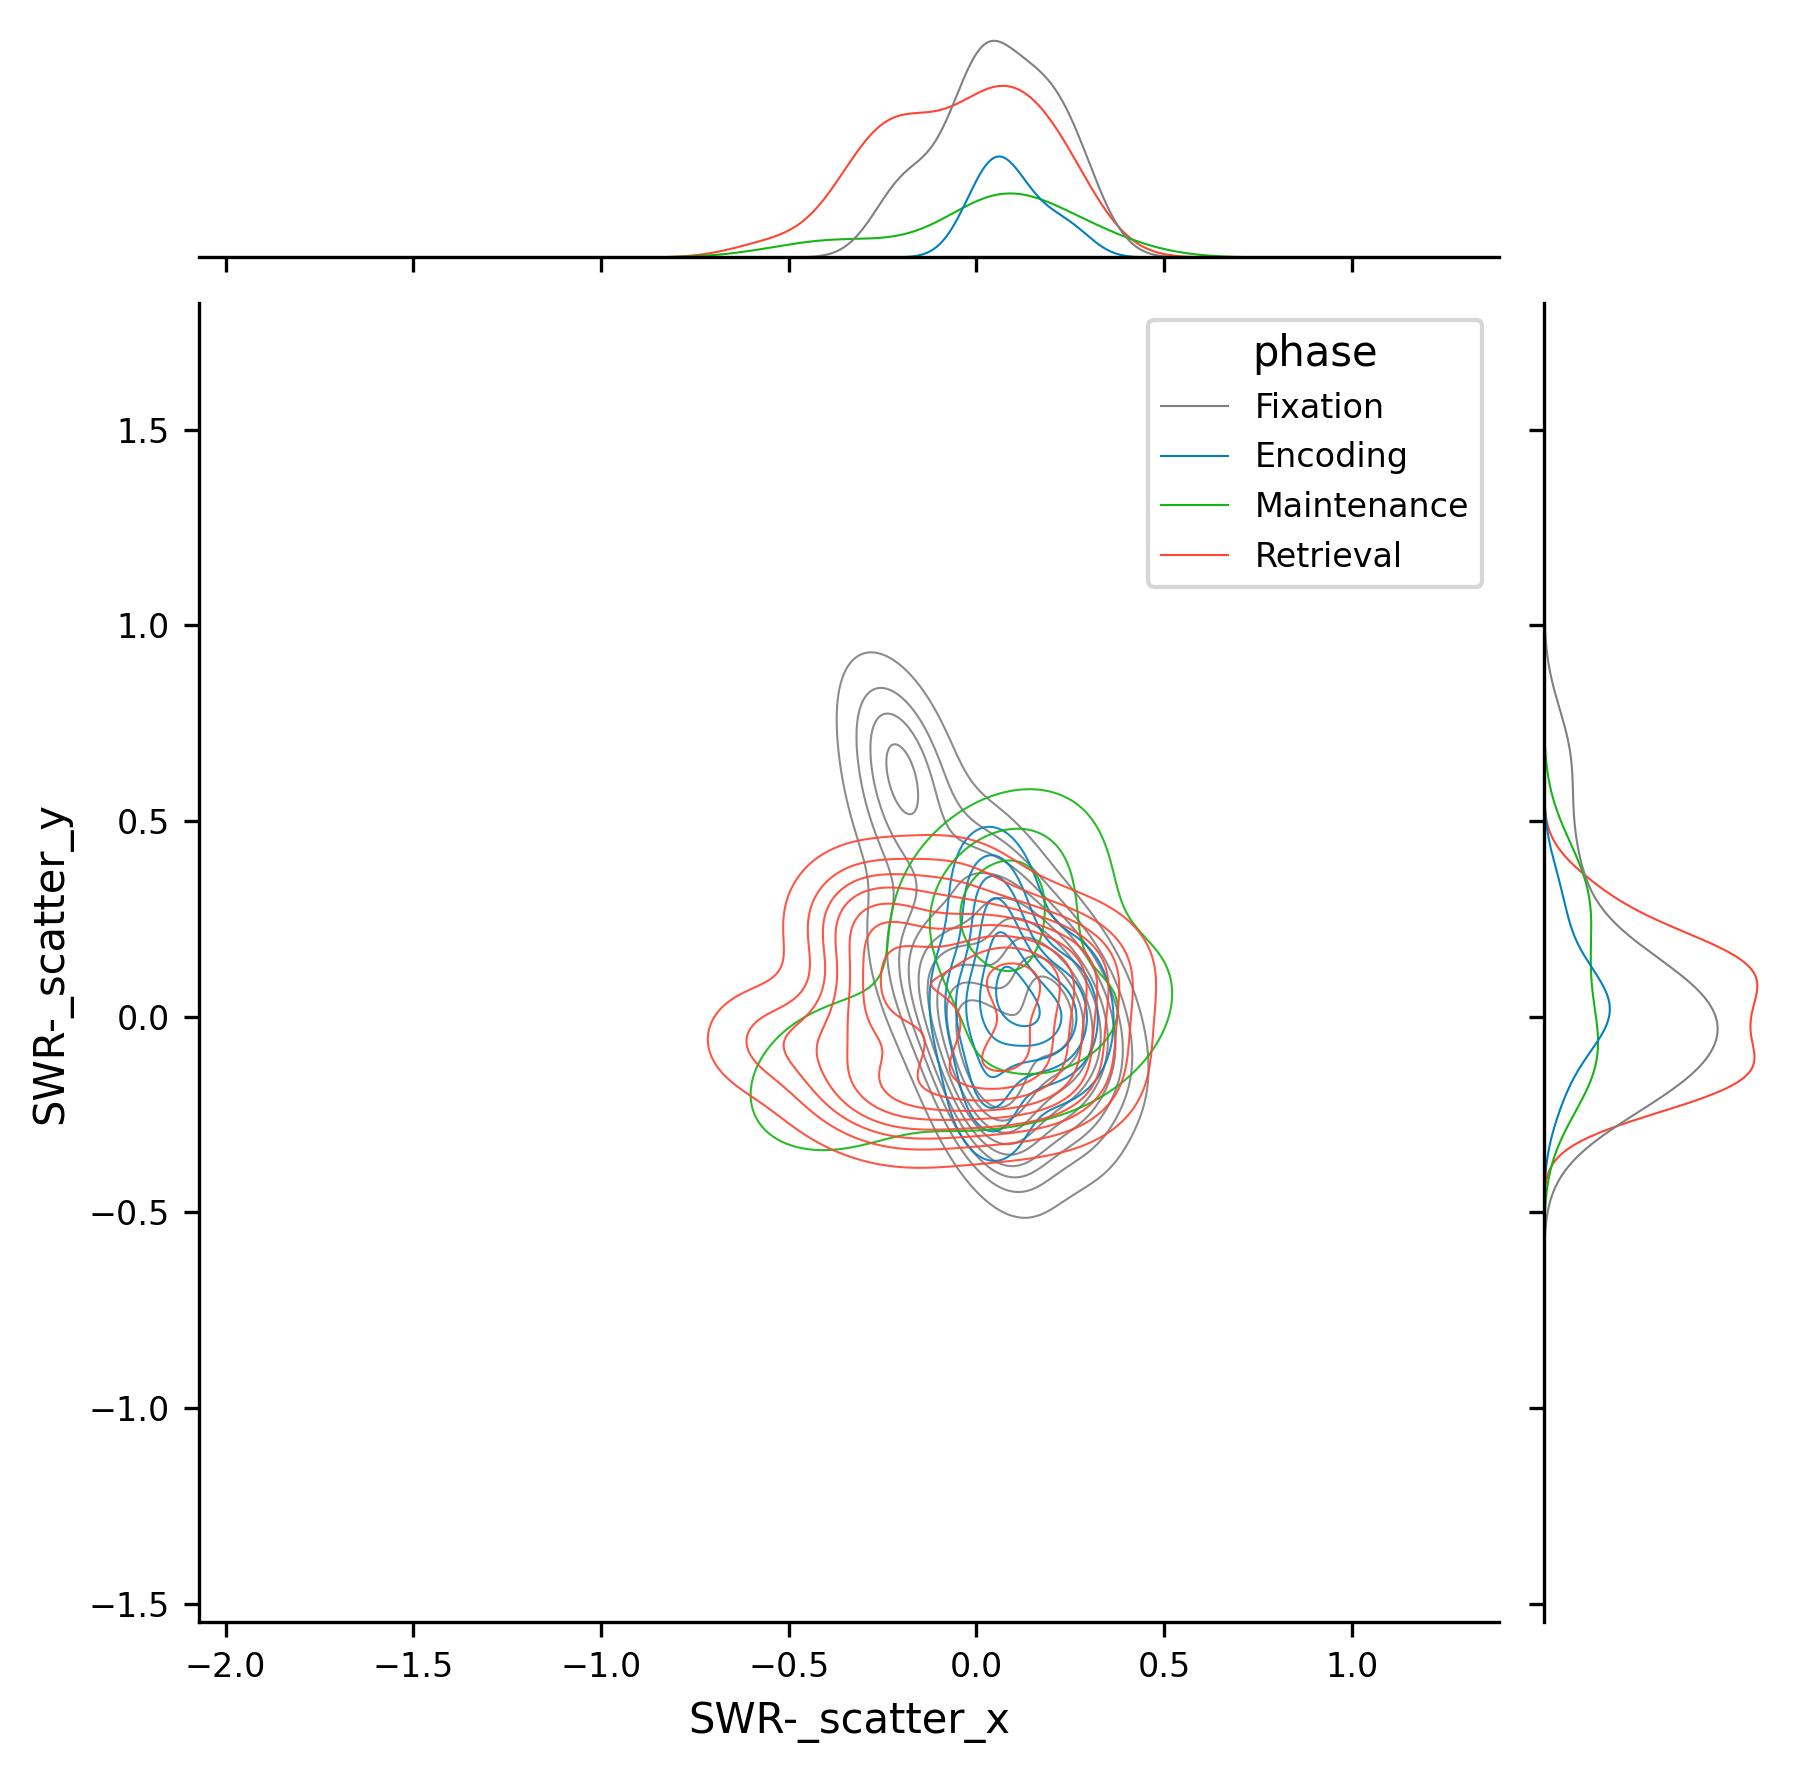 phase
Fixation
Encoding
Maintenance
Retrieval
SWR-_scatter_y
1.5
1.0
0.5
0.0
−0.5
−1.0
−1.5
−2.0 −1.5 −1.0 −0.5 0.0 0.5 1.0
SWR-_scatter_x